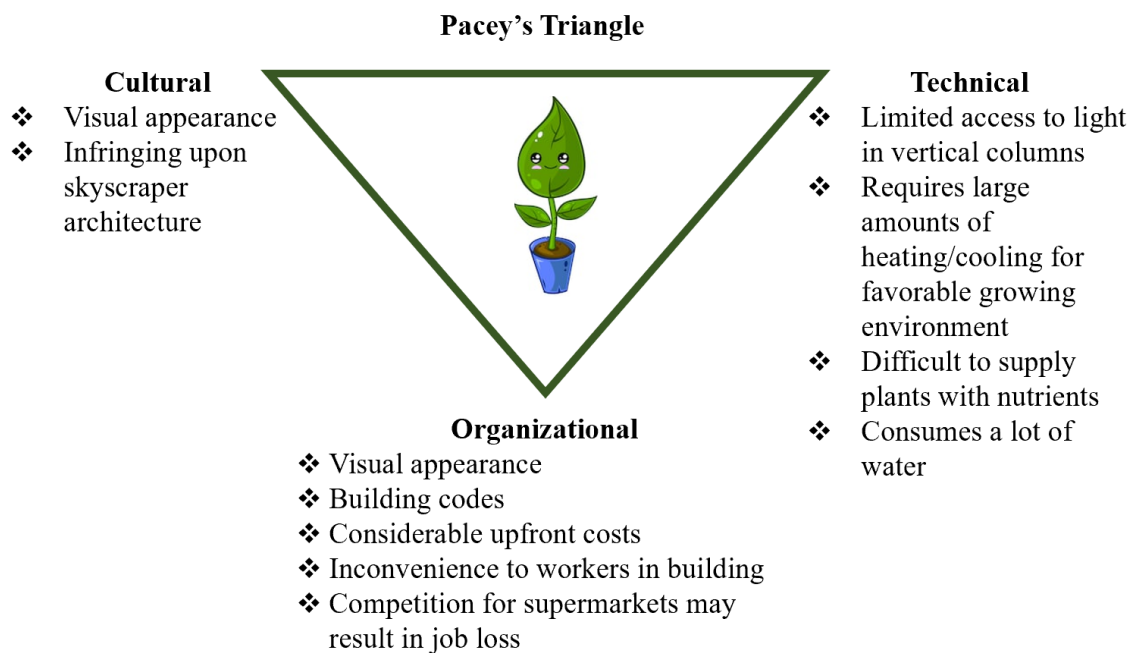 Pacey’s Triangle
Cultural
❖ Visual appearance
❖ Infringing upon
skyscraper
architecture
Technical
❖ Limited access to light
in vertical columns
❖ Requires large
amounts of
heating/cooling for
favorable growing
environment
❖ Difficult to supply
plants with nutrients
❖ Consumes a lot of
water
Organizational
❖ Visual appearance
❖ Building codes
❖ Considerable upfront costs
❖ Inconvenience to workers in building
❖ Competition for supermarkets may
result in job loss